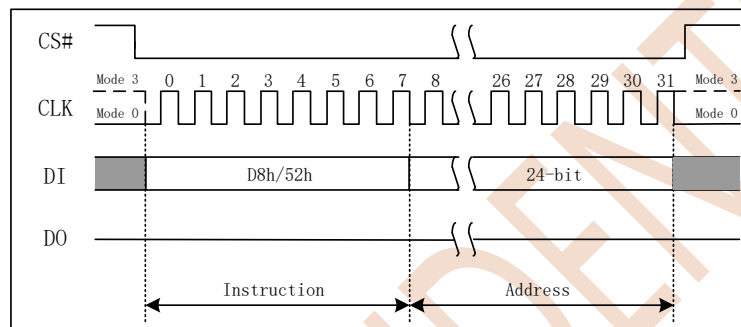 CS#
Mode 3 0 1 2 3 4 5 6 7 8 26 27 28 29 30 31 Mode 3
CLK Mode 0 Mode 0
DI D8h/52h 24-bit
DO
Instruction Address